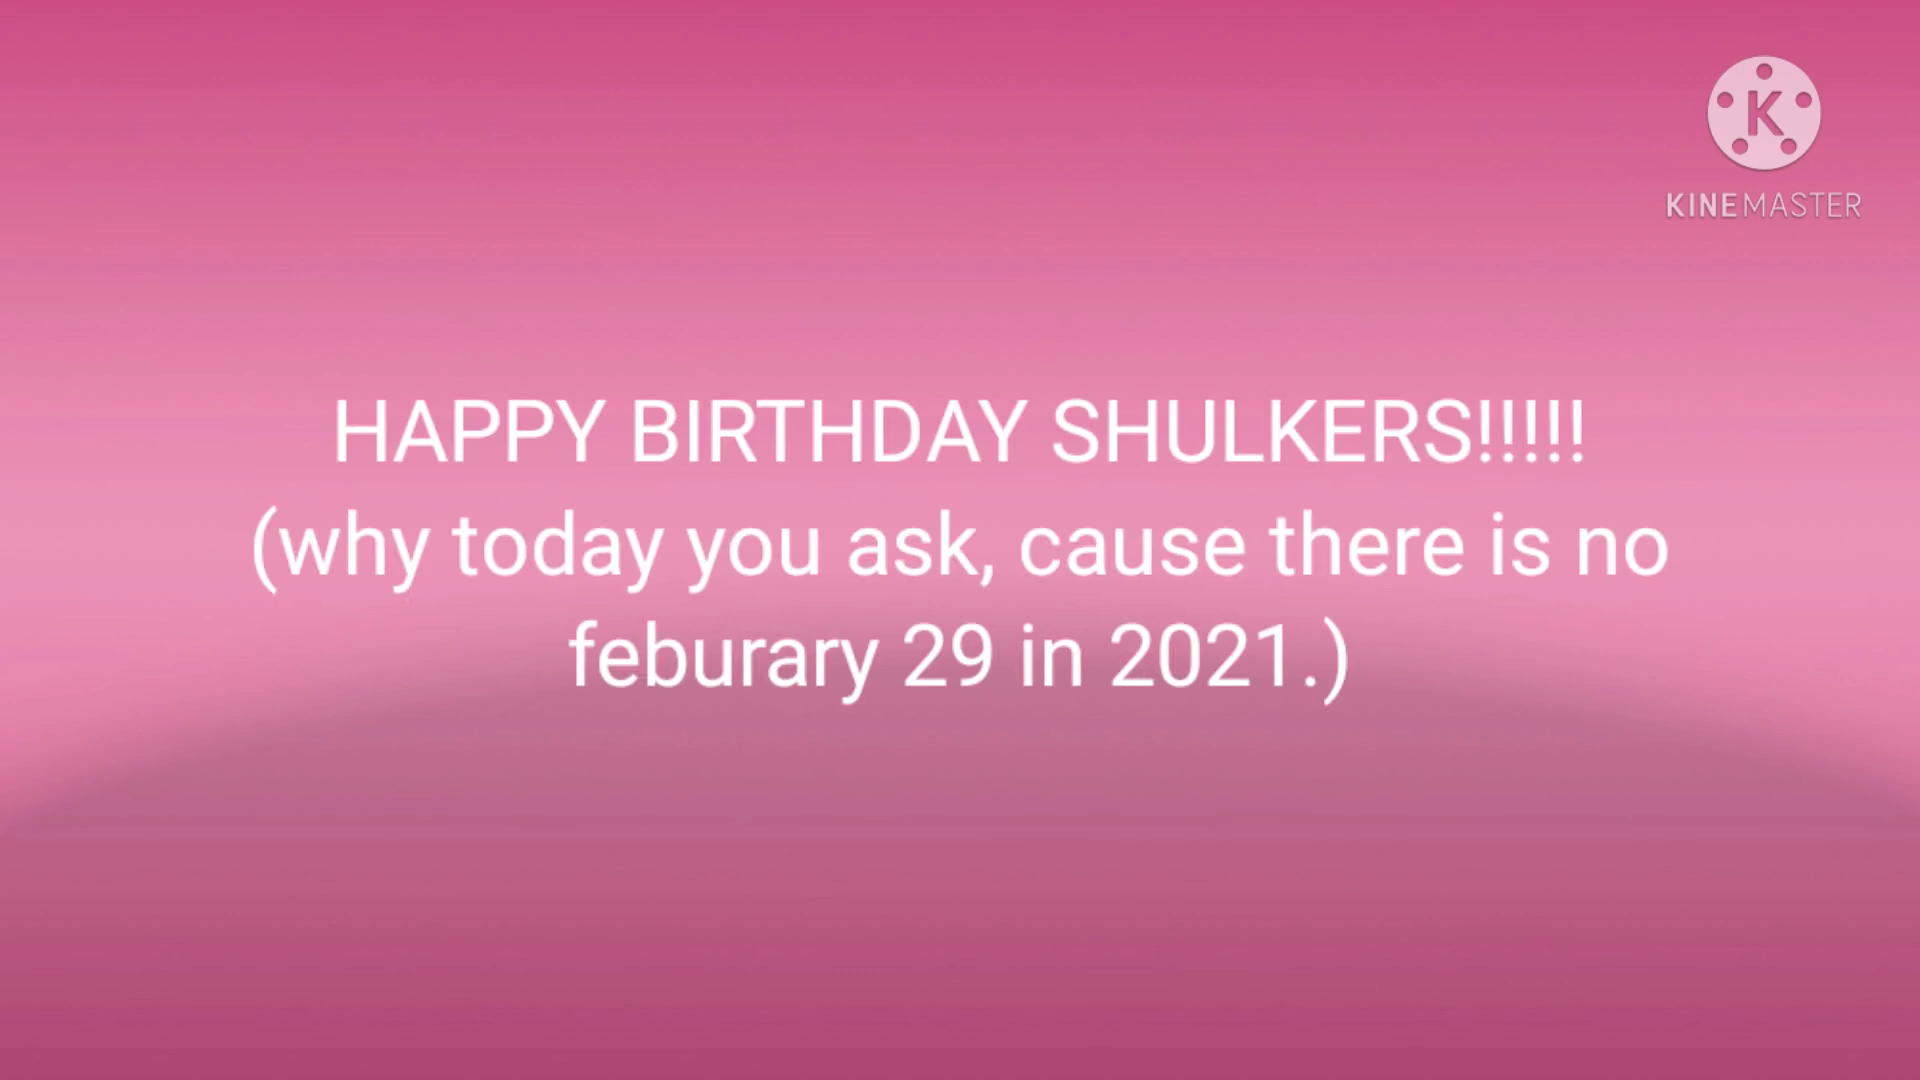 K
KINEMASTER
HAPPY BIRTHDAY SHULKERS!!!!!
(why today you ask, cause there is no
feburary 29 in 2021.)